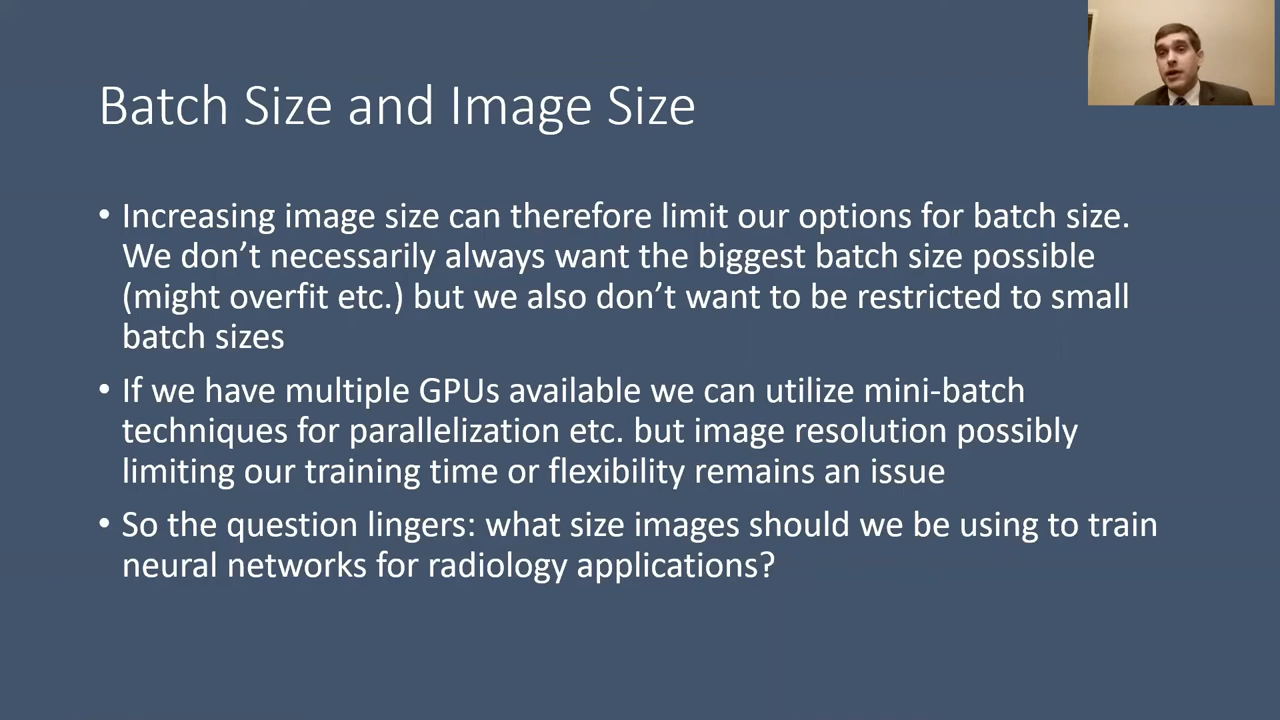 Batch Size and Image Size
• Increasing image size can therefore limit our options for batch size.
We don’t necessarily always want the biggest batch size possible
(might overfit etc.) but we also don’t want to be restricted to small
batch sizes
• If we have multiple GPUs available we can utilize mini-batch
techniques for parallelization etc. but image resolution possibly
limiting our training time or flexibility remains an issue
• So the question lingers: what size images should we be using to train
neural networks for radiology applications?